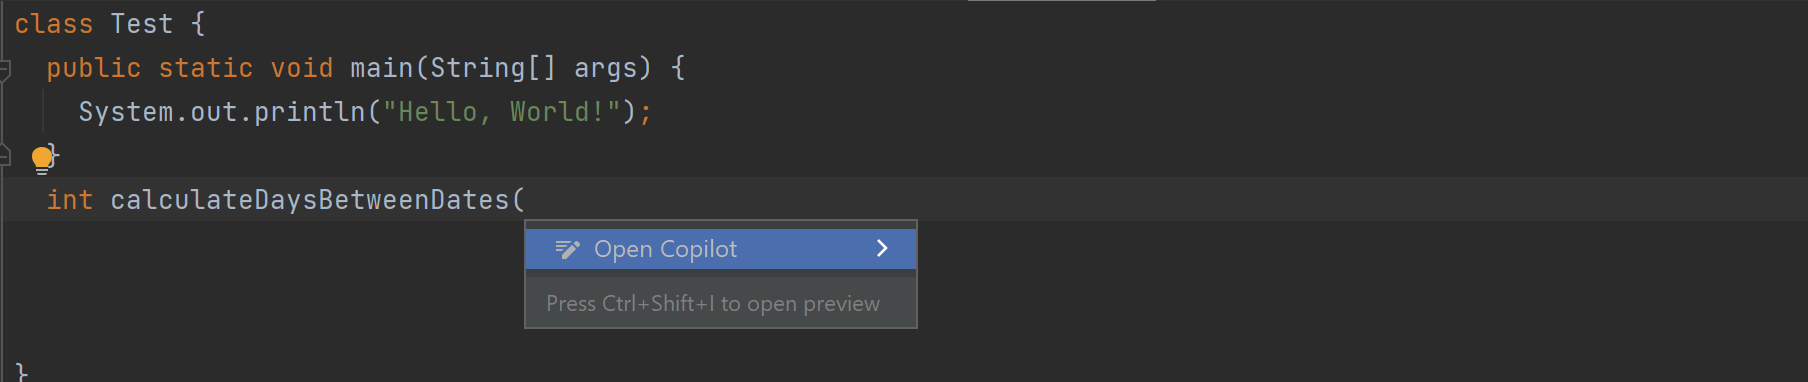 class Test {
public static void main(String[] args) {
System.out.println("Hello, World!");
}
int calculateDaysBetweenDates(
Open Copilot
Press Ctrl+Shift+I to open preview
}